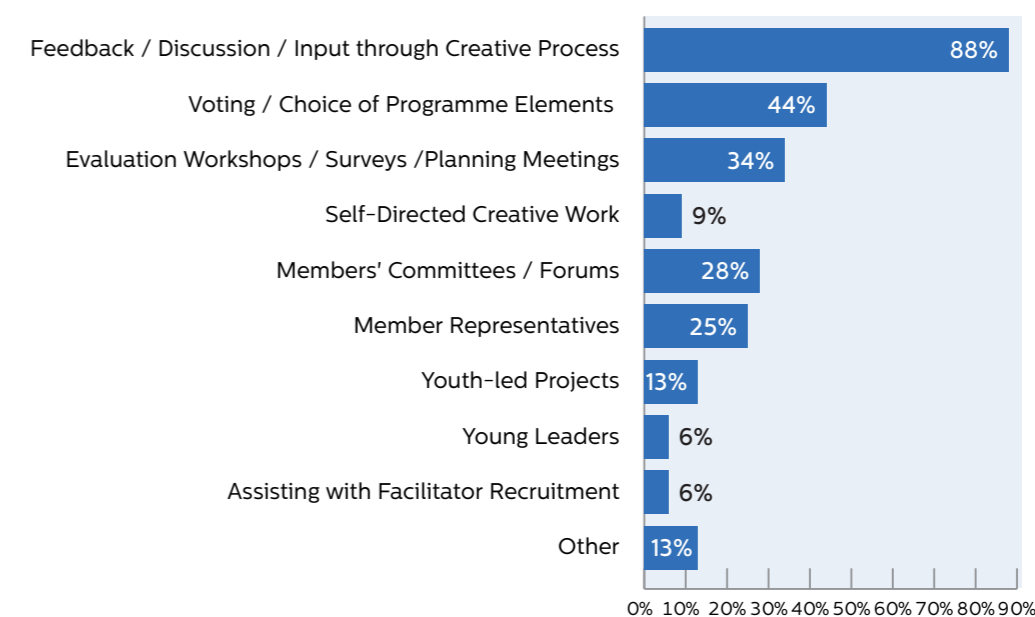 Feedback / Discussion / Input through Creative Process 88%
Voting / Choice of Programme Elements 44%
Evaluation Workshops / Surveys /Planning Meetings 34%
Self-Directed Creative Work 9%
Members' Committees / Forums 28%
Member Representatives 25%
Youth-led Projects 13%
Young Leaders 6%
Assisting with Facilitator Recruitment 6%
Other 13%
0% 10% 20% 30% 40% 50% 60% 70% 80% 90%